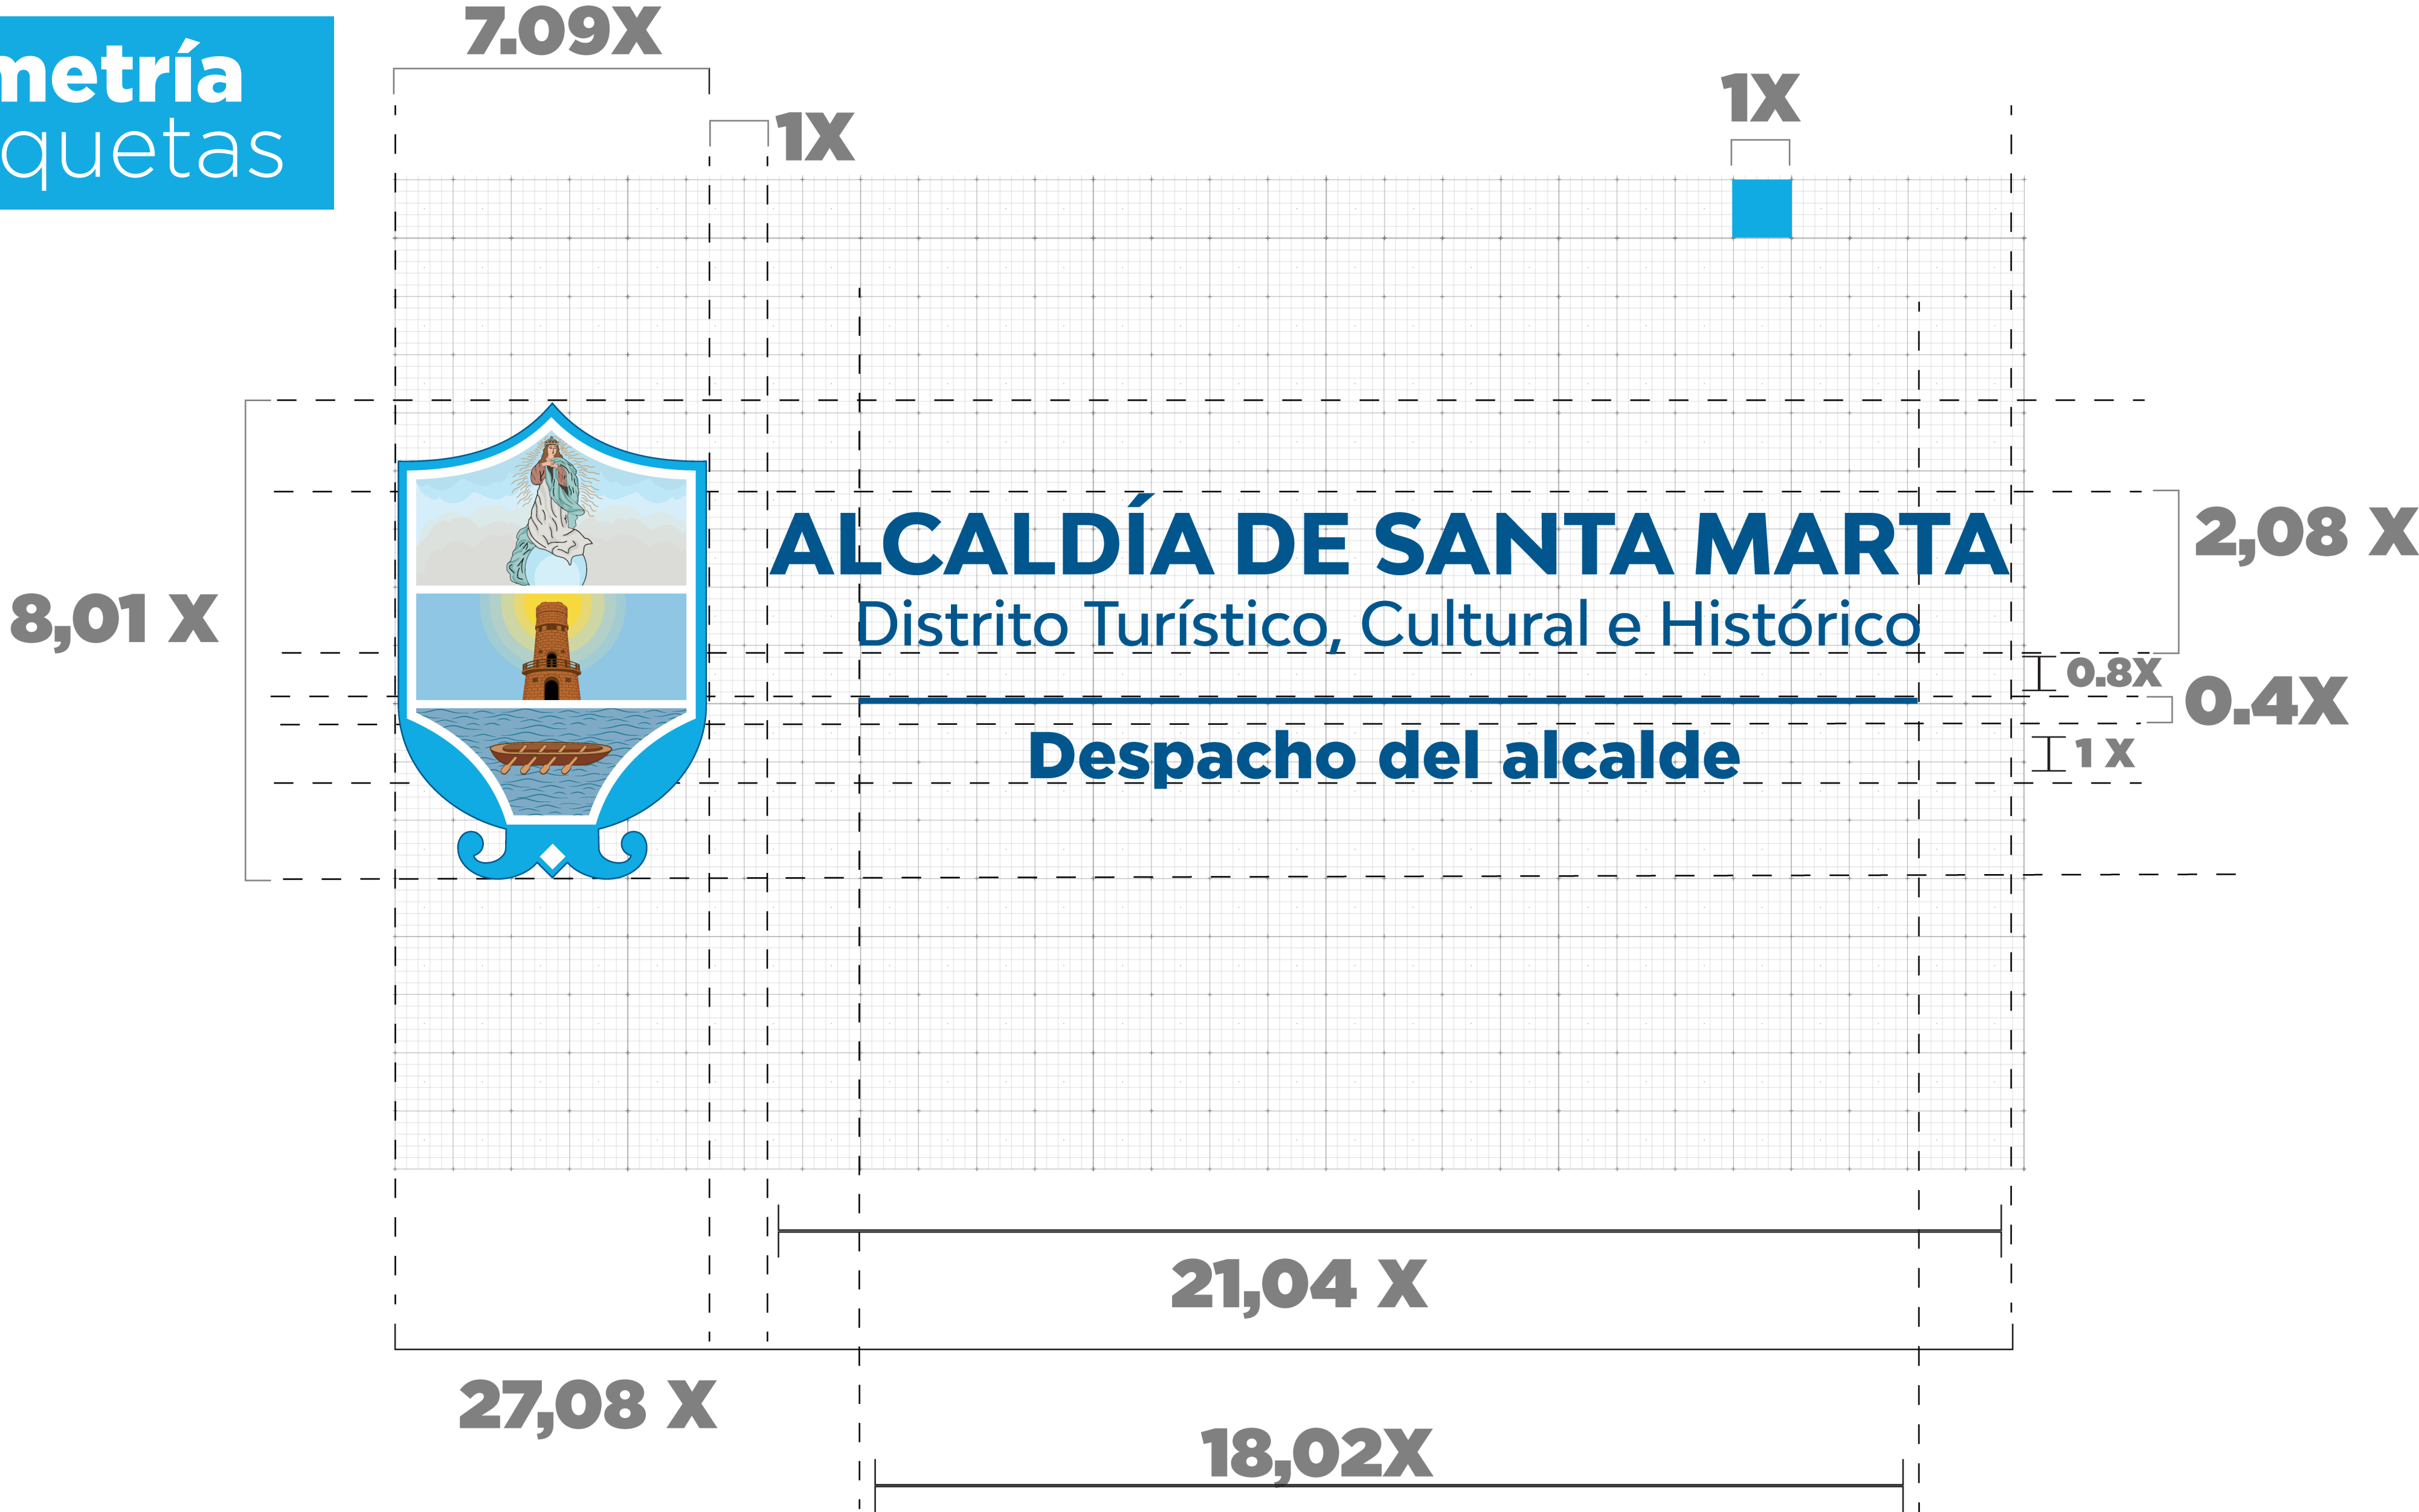 metría
quetas
7.09X
1X
1X
ALCALDÍA DE SANTA MARTA
Distrito Turístico, Cultural e Histórico
Despacho del alcalde
8,01 X
2,08 X
0.8X
0.4X
1 X
21,04 X
27,08 X
18,02X